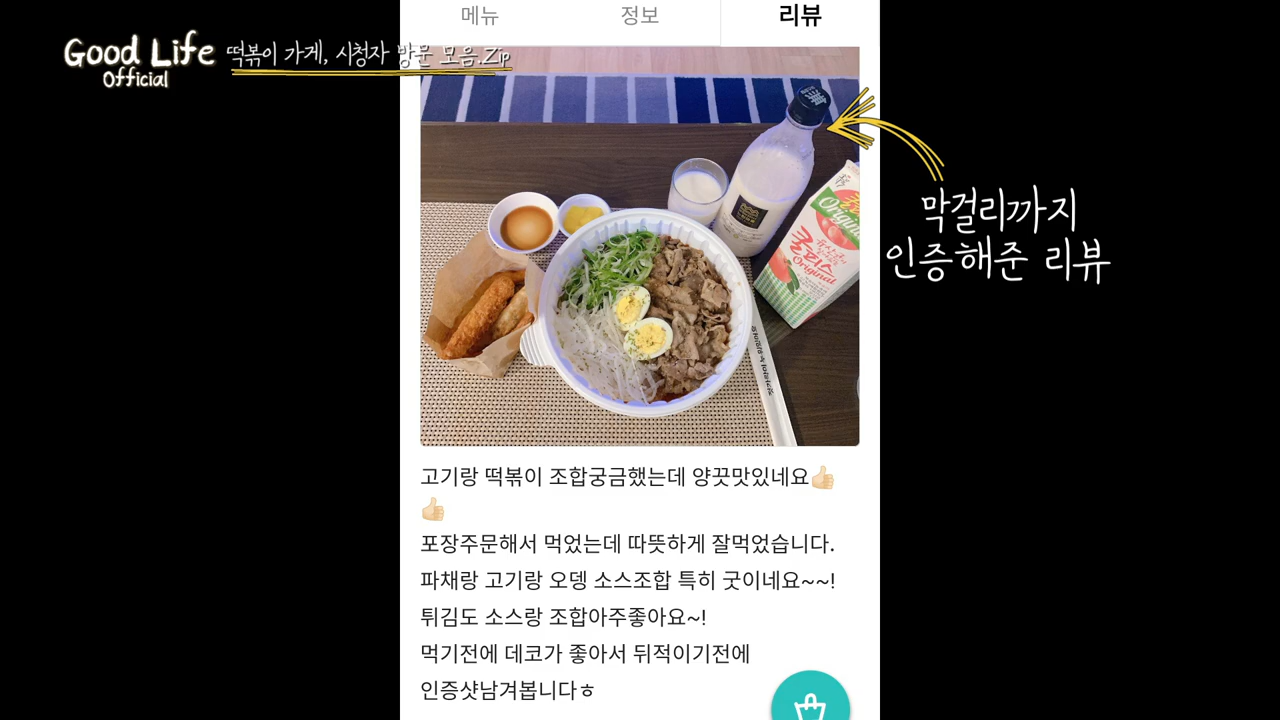 메뉴 정보 리뷰
Good Life 떡볶이 가게, 시청자 방문 모음.Zip
Official
쿨피스
Original
막걸리까지
인증해준 리뷰
고기랑 떡볶이 조합궁금했는데 양끗맛있네요👍🏻
👍🏻
포장주문해서 먹었는데 따뜻하게 잘먹었습니다.
파채랑 고기랑 오뎅 소스조합 특히 굿이네요~~!
튀김도 소스랑 조합아주좋아요~!
먹기전에 데코가 좋아서 뒤적이기전에
인증샷남겨봅니다ㅎ